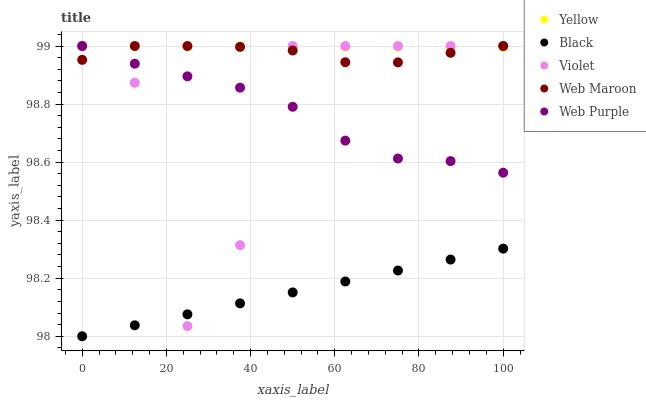 title
yaxis_label
99
98.8
98.6
98.4
98.2
98
0
20
40
60
80
100
xaxis_label
Yellow
Black
Violet
Web Maroon
Web Purple